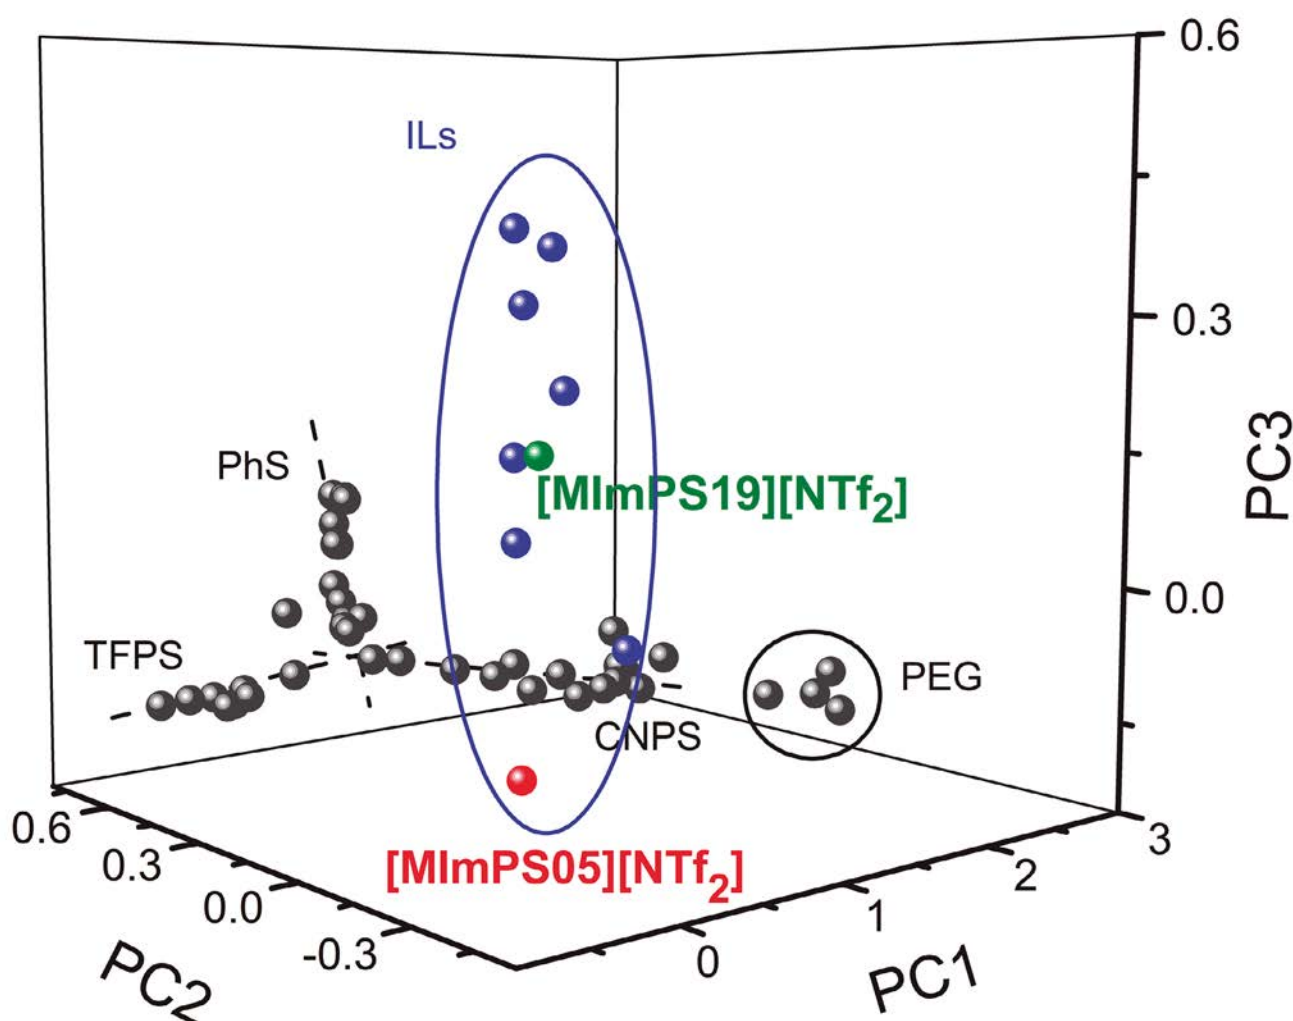 0.6
ILs
0.3
PhS
[MImPS19][NTf2]
PC3
0.0
TFPS
PEG
CNPS
0.6
0.3
0.0
-0.3
PC2
[MImPS05][NTf2]
3
2
1
0
PC1